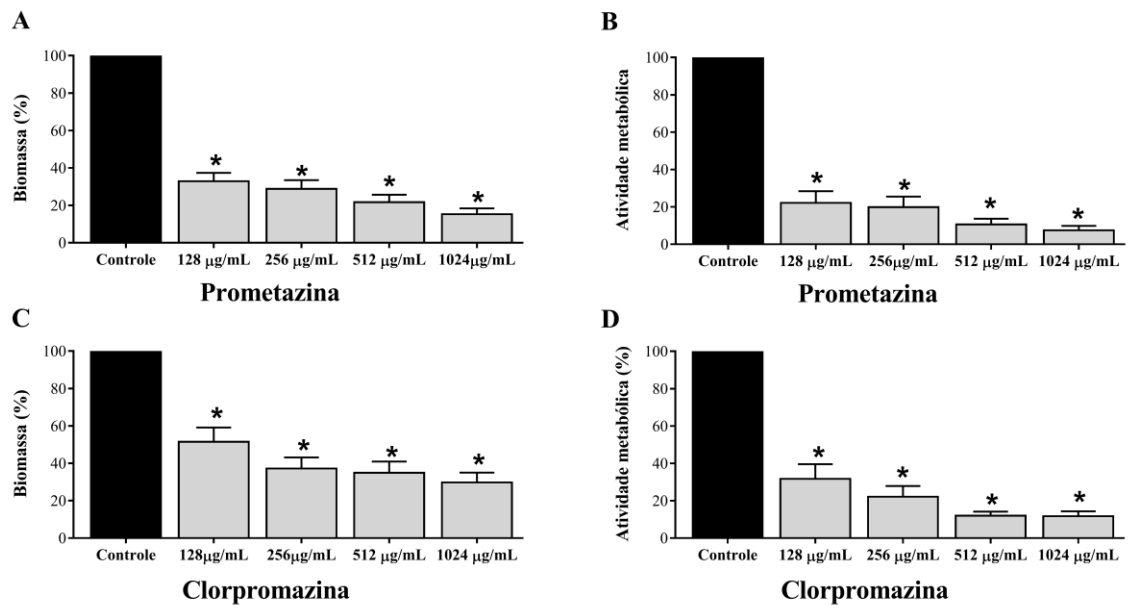 A
Biomassa (%)
100
80
60
40
20
0
* * * *
Controle 128 μg/mL 256 μg/mL 512 μg/mL 1024μg/mL
Prometazina
B
Atividade metabólica
100
80
60
40
20
0
* * * *
Controle 128 μg/mL 256μg/mL 512 μg/mL 1024 μg/mL
Prometazina
C
Biomassa (%)
100
80
60
40
20
0
* * * *
Controle 128μg/mL 256μg/mL 512 μg/mL 1024 μg/mL
Clorpromazina
D
Atividade metabólica (%)
100
80
60
40
20
0
* * * *
Controle 128 μg/mL 256 μg/mL 512 μg/mL 1024 μg/mL
Clorpromazina